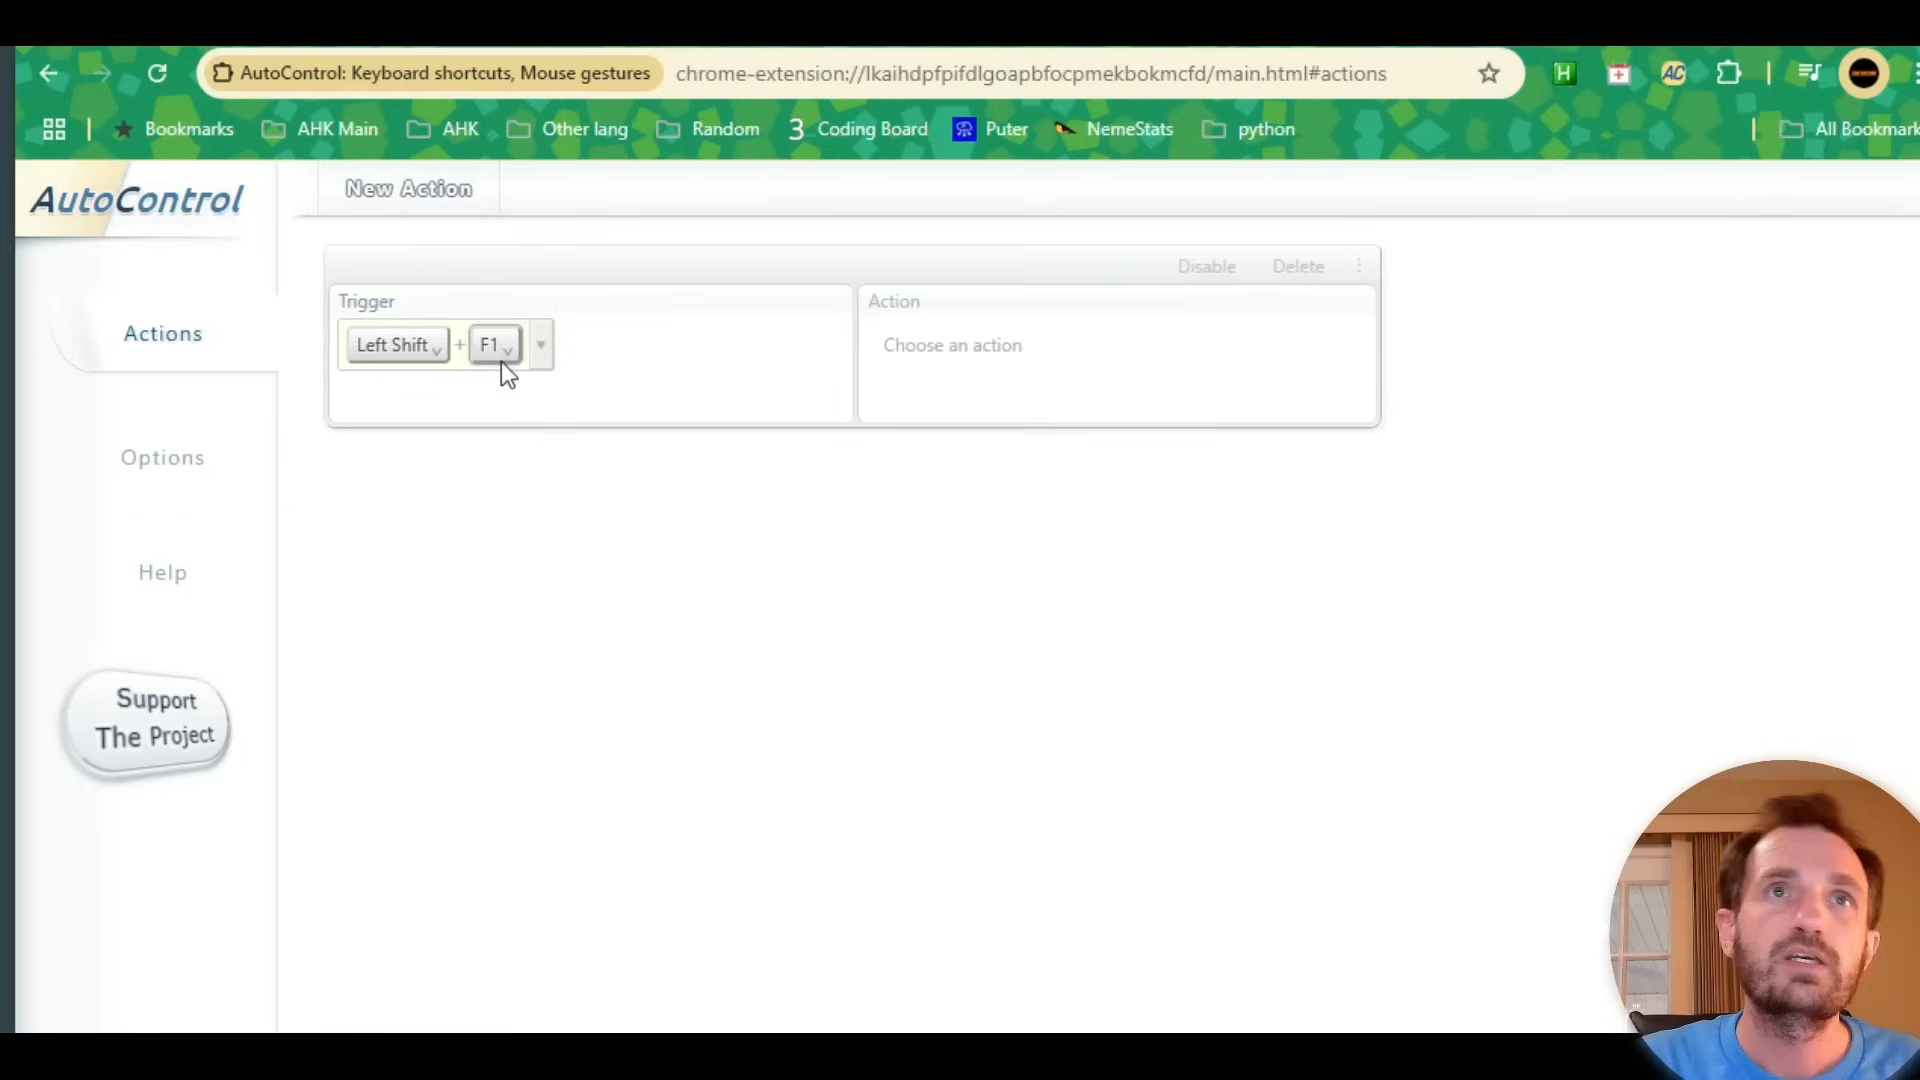 AutoControl: Keyboard shortcuts, Mouse gestures chrome-extension://lkaihdpfpifdlgoapbfocpmekbokmcfd/main.html#actions H AC
Bookmarks AHK Main AHK Other lang Random 3 Coding Board Puter NemeStats python All Bookmark
AutoControl
New Action
Disable Delete
Trigger
Action
Left Shift + F1
Choose an action
Actions
Options
Help
Support
The Project